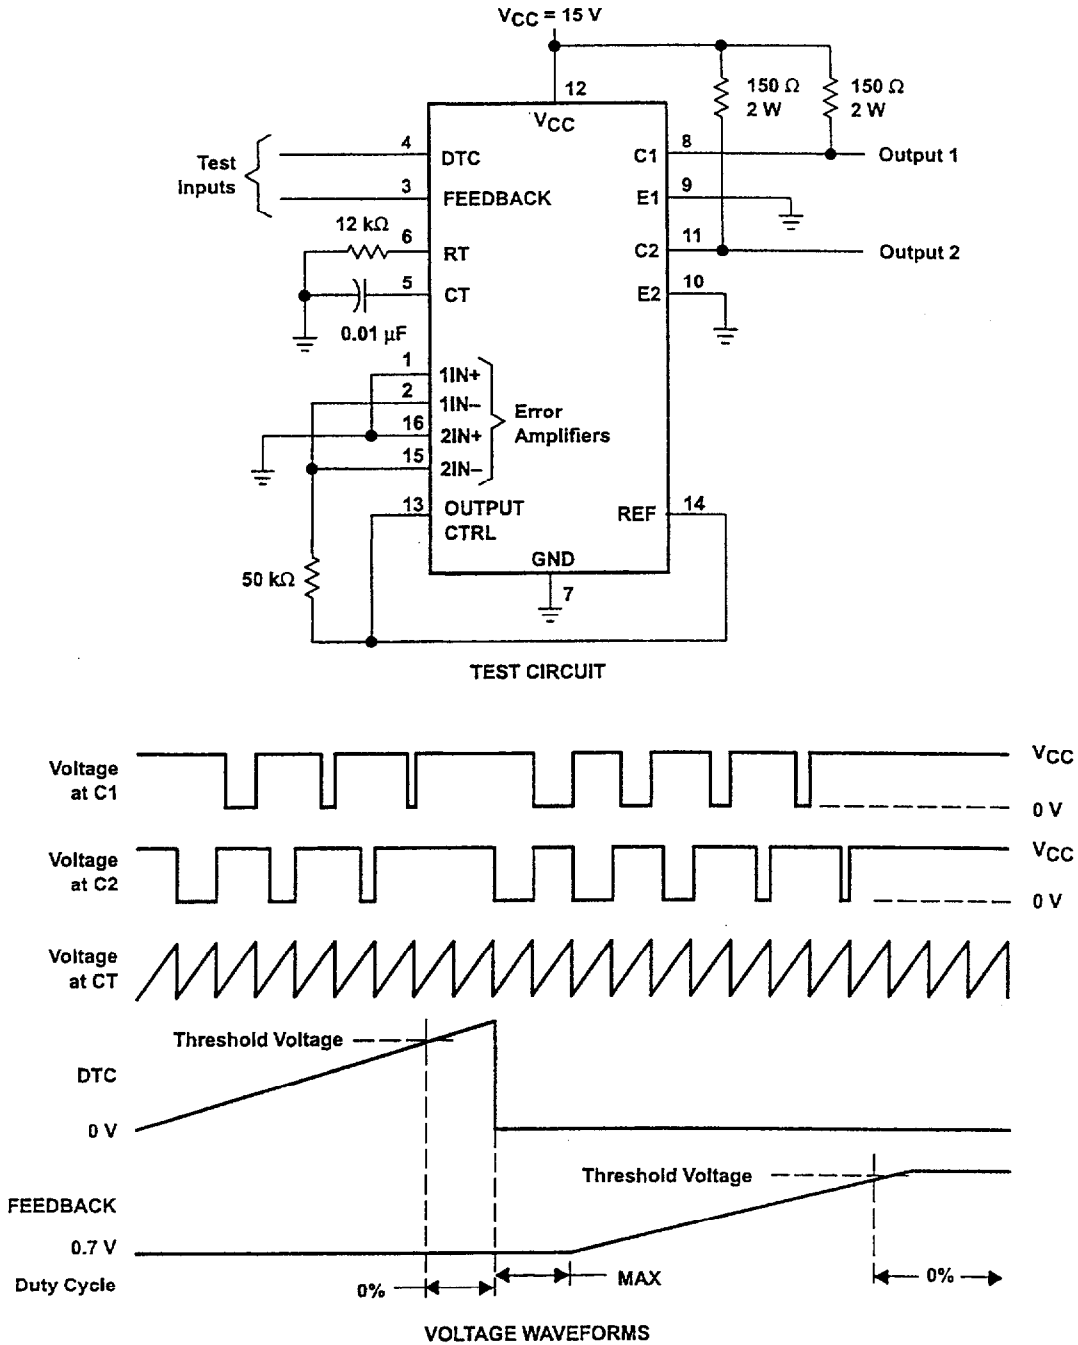 VCC = 15 V
12
VCC
150 Ω
2 W
150 Ω
2 W
Test
Inputs
4
DTC
3
FEEDBACK
12 kΩ
6
RT
5
CT
0.01 µF
1
1IN+
2
1IN–
16
2IN+
15
2IN–
Error
Amplifiers
13
OUTPUT
CTRL
50 kΩ
C1
8
Output 1
E1
9
C2
11
Output 2
E2
10
REF
14
GND
7
TEST CIRCUIT
Voltage
at C1
VCC
0 V
Voltage
at C2
VCC
0 V
Voltage
at CT
Threshold Voltage
DTC
0 V
Threshold Voltage
FEEDBACK
0.7 V
Duty Cycle
0%
MAX
0%
VOLTAGE WAVEFORMS